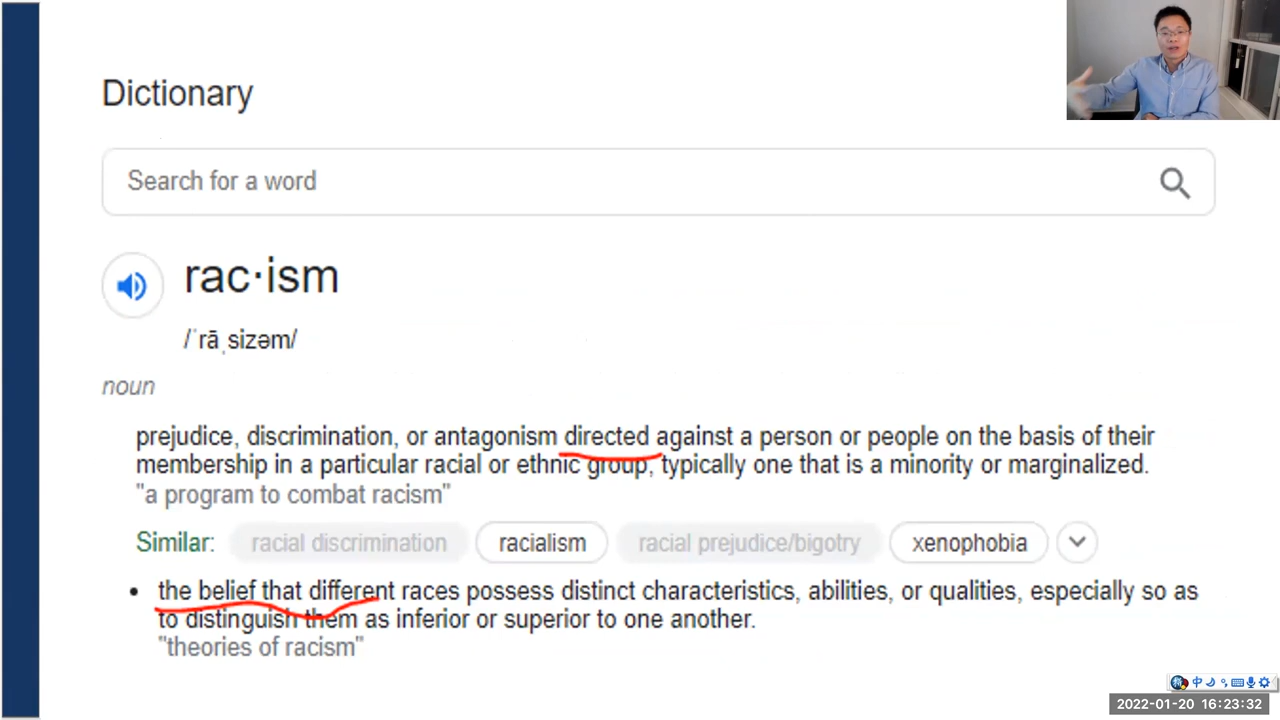 Dictionary
Search for a word
rac·ism
/ˈrāˌsizəm/
noun
prejudice, discrimination, or antagonism directed against a person or people on the basis of their
membership in a particular racial or ethnic group, typically one that is a minority or marginalized.
"a program to combat racism"
Similar: racial discrimination racialism racial prejudice/bigotry xenophobia
• the belief that different races possess distinct characteristics, abilities, or qualities, especially so as
to distinguish them as inferior or superior to one another.
"theories of racism"
中
2022-01-20 16:23:32